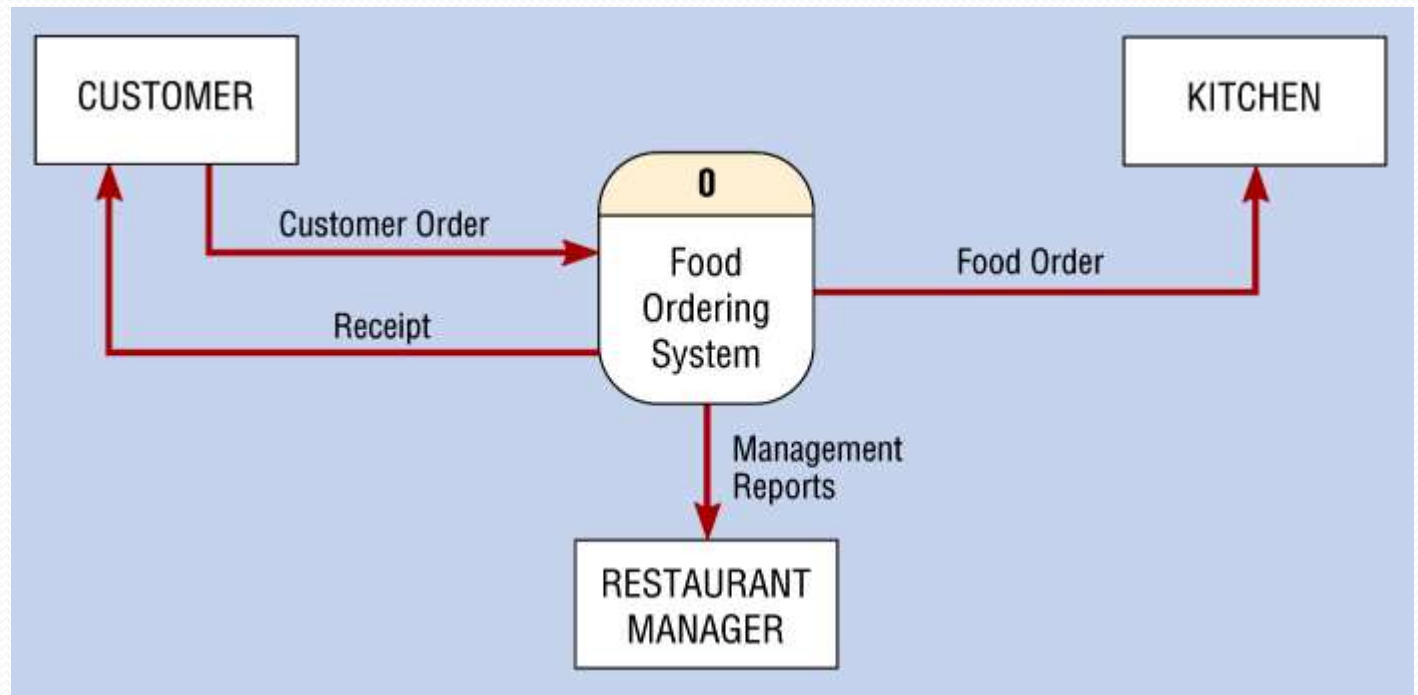 CUSTOMER
KITCHEN
0
Customer Order
Food
Ordering
System
Food Order
Receipt
Management
Reports
RESTAURANT
MANAGER